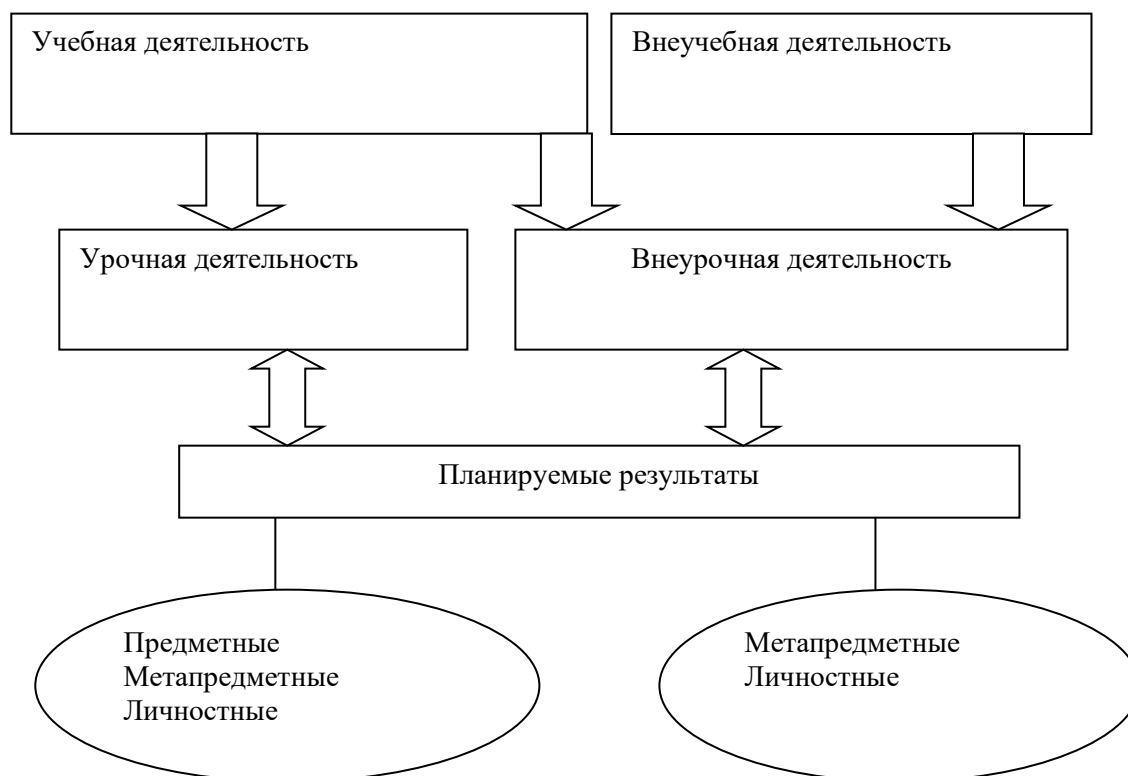 Учебная деятельность
Внеучебная деятельность
Урочная деятельность
Внеурочная деятельность
Планируемые результаты
Предметные
Метапредметные
Личностные
Метапредметные
Личностные